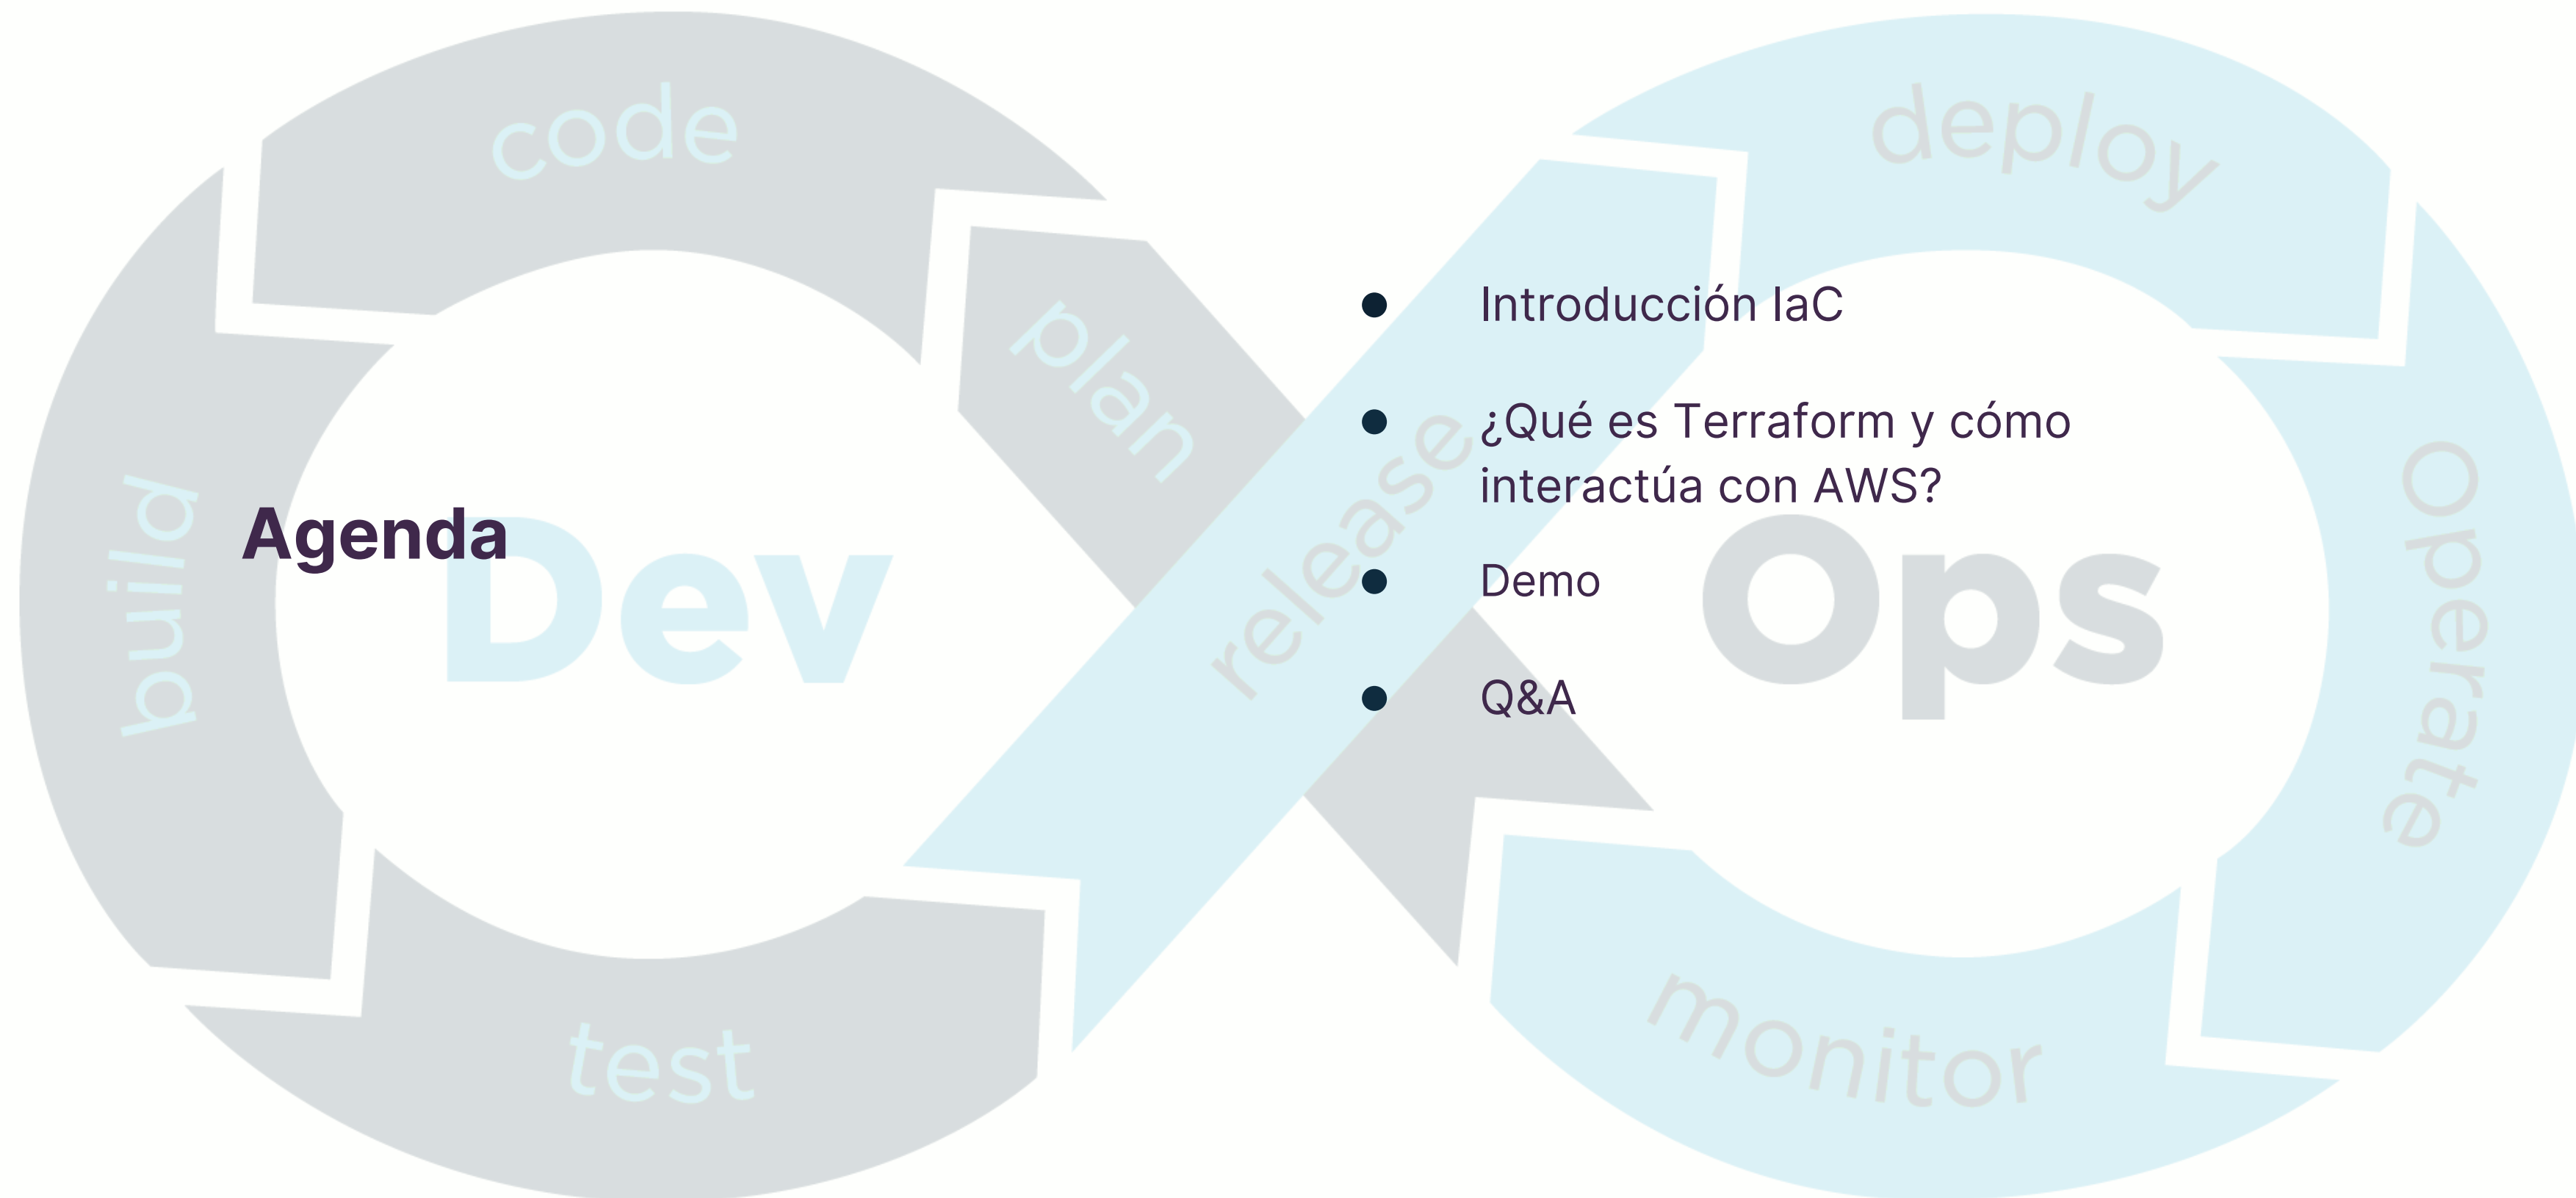 Agenda
Introducción IaC
¿Qué es Terraform y cómo
interactúa con AWS?
Demo
Q&A
code
plan
build
Dev
test
release
deploy
Operate
Ops
monitor